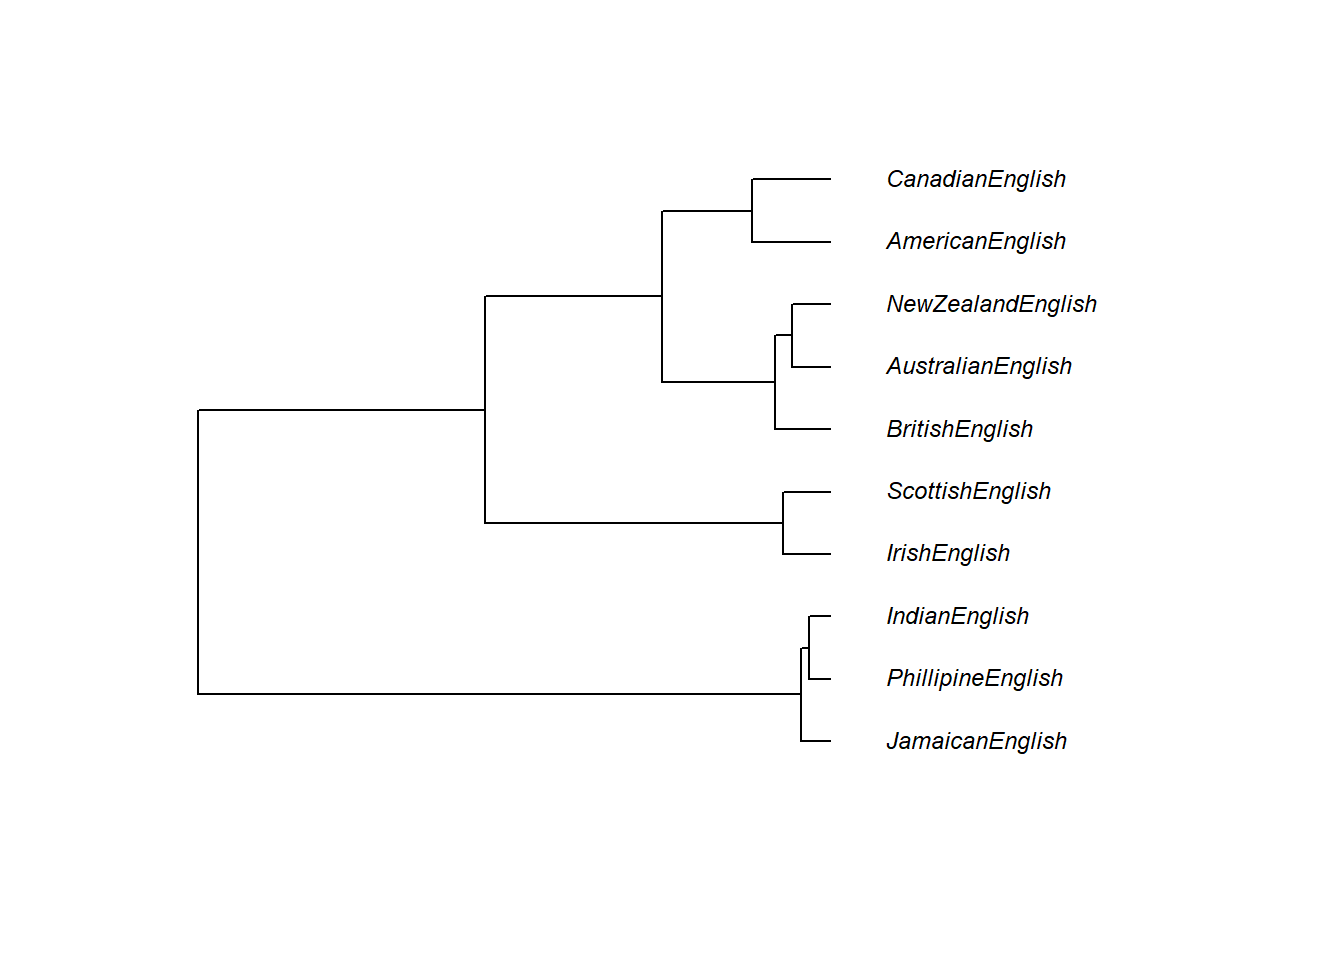 CanadianEnglish
AmericanEnglish
NewZealandEnglish
AustralianEnglish
BritishEnglish
ScottishEnglish
IrishEnglish
IndianEnglish
PhillipineEnglish
JamaicanEnglish